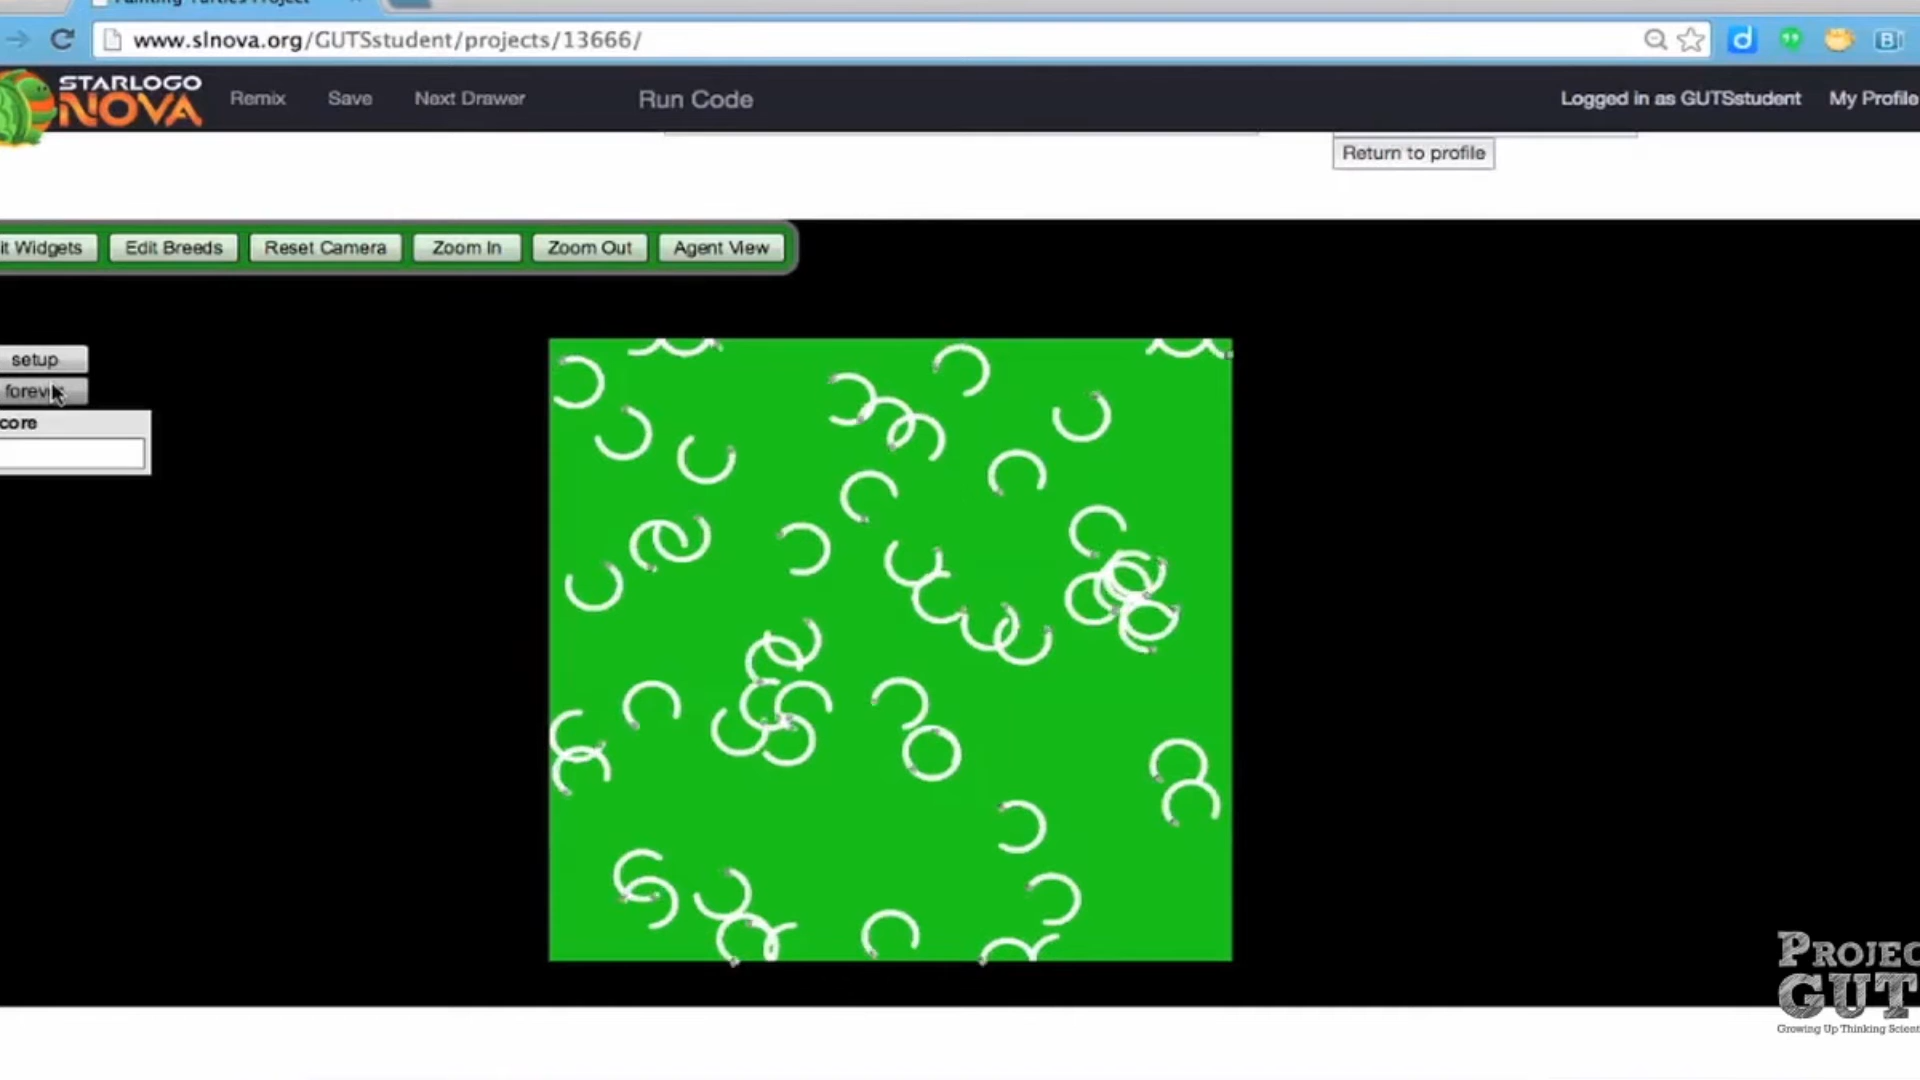 www.slnova.org/GUTSstudent/projects/13666/
STARLOGO
NOVA
Remix
Save
Next Drawer
Run Code
Logged in as GUTSstudent
My Profile
Return to profile
it Widgets
Edit Breeds
Reset Camera
Zoom In
Zoom Out
Agent View
setup
forev
core
PROJEC
GUT
Growing Up Thinking Scient